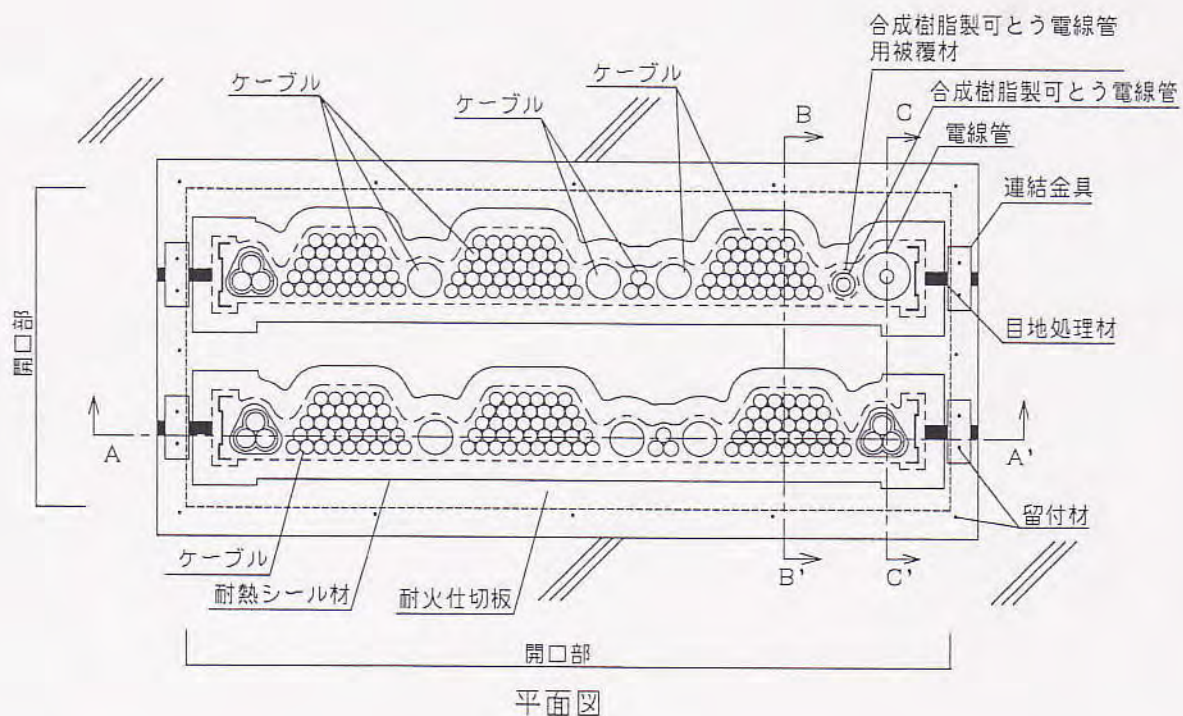 合成樹脂製可とう電線管
用被覆材
ケーブル
ケーブル
ケーブル
合成樹脂製可とう電線管
B
C
電線管
連結金具
開口部
目地処理材
A
A'
留付材
ケーブル
耐熱シール材
耐火仕切板
B'
C'
開口部
平面図